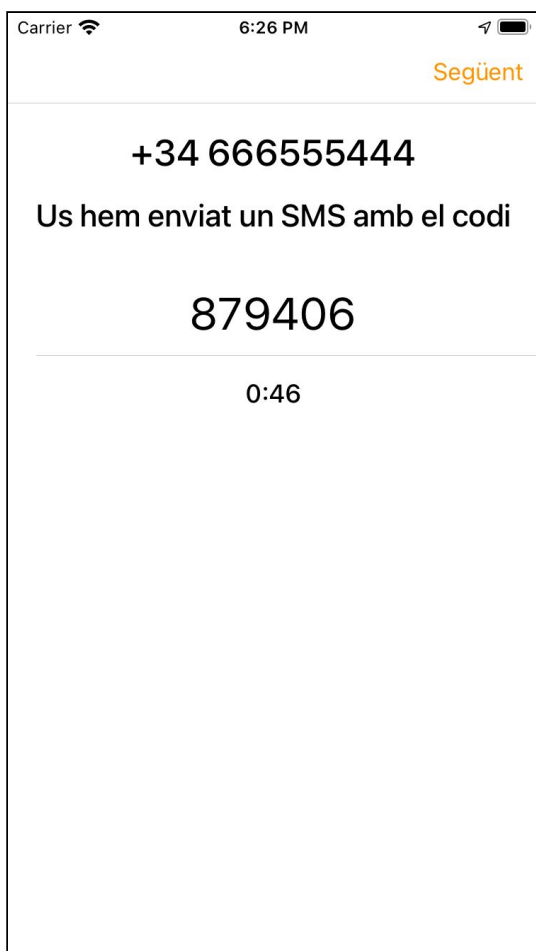 Carrier 6:26 PM
Següent
+34 666555444
Us hem enviat un SMS amb el codi
879406
0:46